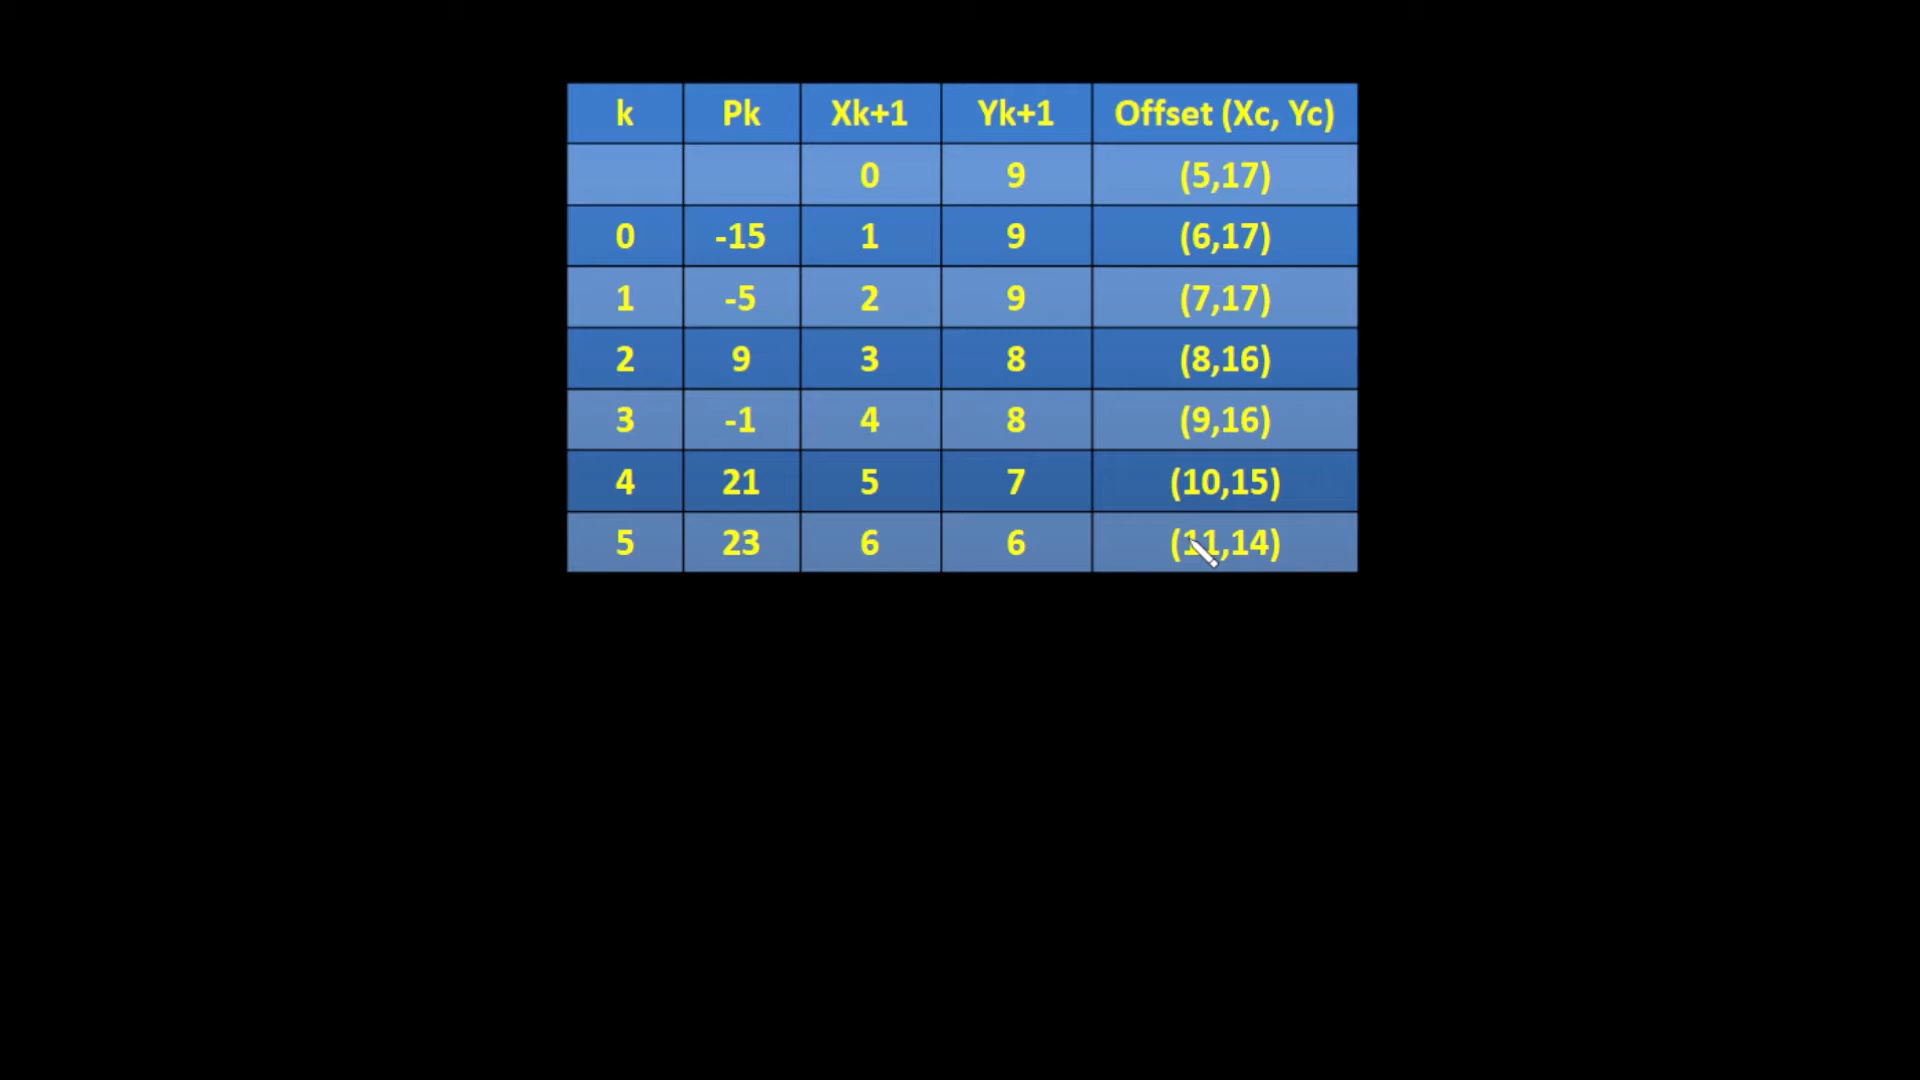 k Pk Xk+1 Yk+1 Offset (Xc, Yc)
0 9 (5,17)
0 -15 1 9 (6,17)
1 -5 2 9 (7,17)
2 9 3 8 (8,16)
3 -1 4 8 (9,16)
4 21 5 7 (10,15)
5 23 6 6 (11,14)